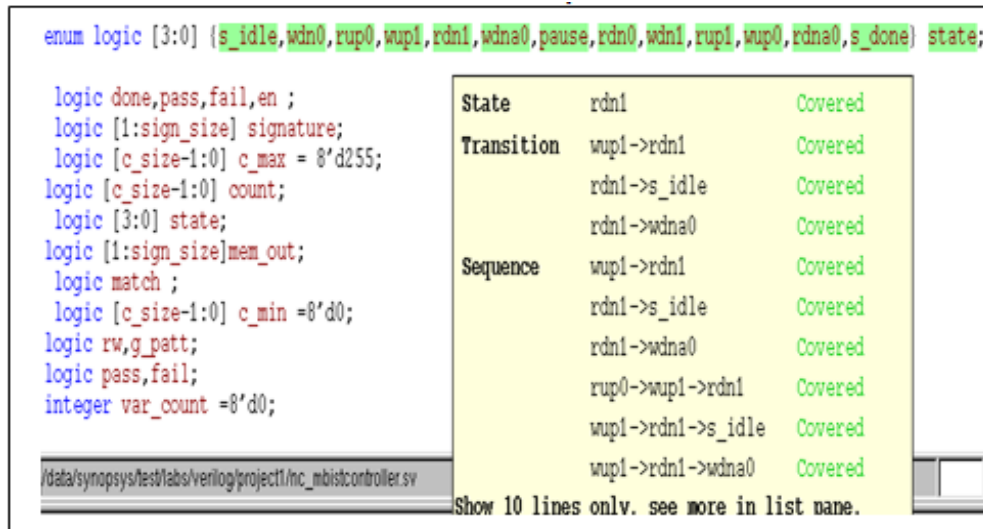 enum logic [3:0] {s_idle,wdn0,rup0,wup1,rdn1,wdna0,pause,rdn0,wdn1,rup1,wup0,rdna0,s_done} state;
logic done,pass,fail,en ;
logic [1:sign_size] signature;
logic [c_size-1:0] c_max = 8'd255;
logic [c_size-1:0] count;
logic [3:0] state;
logic [1:sign_size]mem_out;
logic match ;
logic [c_size-1:0] c_min =8'd0;
logic rw,g_patt;
logic pass,fail;
integer var_count =8'd0;
/data/synopsys/test/labs/verilog/project1/nc_mbistcontroller.sv
State rdn1 Covered
Transition wup1->rdn1 Covered
rdn1->s_idle Covered
rdn1->wdna0 Covered
Sequence wup1->rdn1 Covered
rdn1->s_idle Covered
rdn1->wdna0 Covered
rup0->wup1->rdn1 Covered
wup1->rdn1->s_idle Covered
wup1->rdn1->wdna0 Covered
Show 10 lines only. see more in list pane.